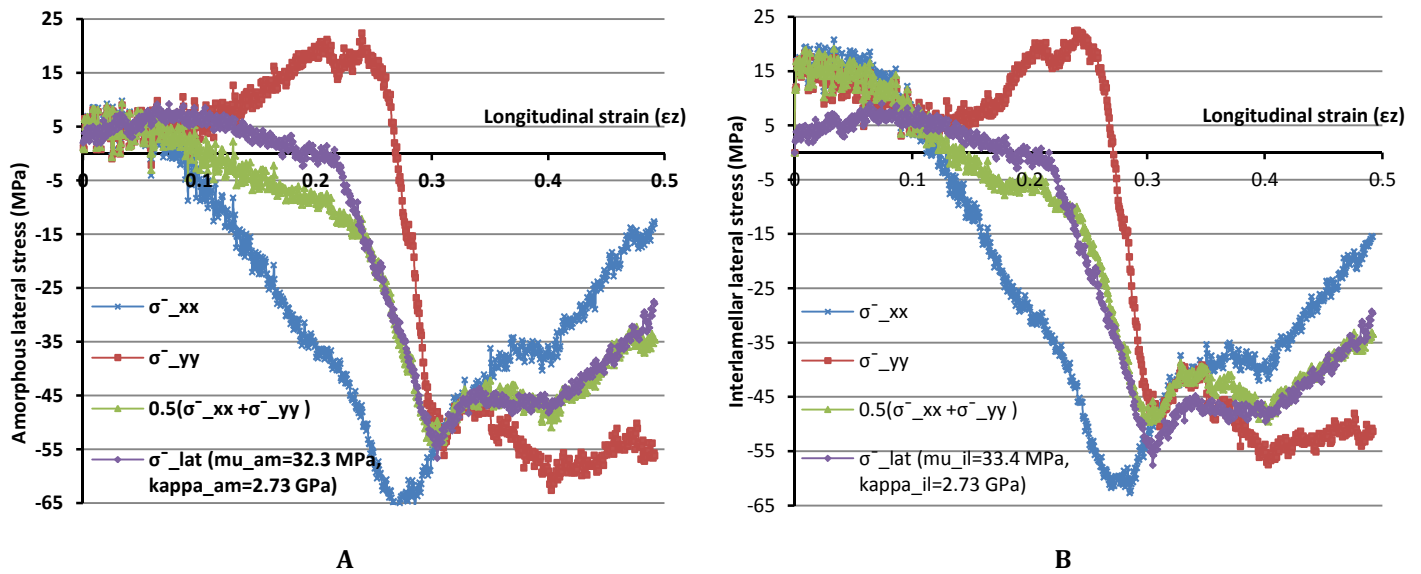 25
15
5
-5
-15
-25
-35
-45
-55
-65
0
0.1
0.2
0.3
0.4
0.5
Amorphous lateral stress (MPa)
Longitudinal strain (εz)
σ¯_xx
σ¯_yy
0.5(σ¯_xx +σ¯_yy )
σ¯_lat (mu_am=32.3 MPa,
kappa_am=2.73 GPa)
A
25
15
5
-5
-15
-25
-35
-45
-55
-65
0
0.1
0.2
0.3
0.4
0.5
Interlamellar lateral stress (MPa)
Longitudinal strain (εz)
σ¯_xx
σ¯_yy
0.5(σ¯_xx +σ¯_yy )
σ¯_lat (mu_il=33.4 MPa,
kappa_il=2.73 GPa)
B